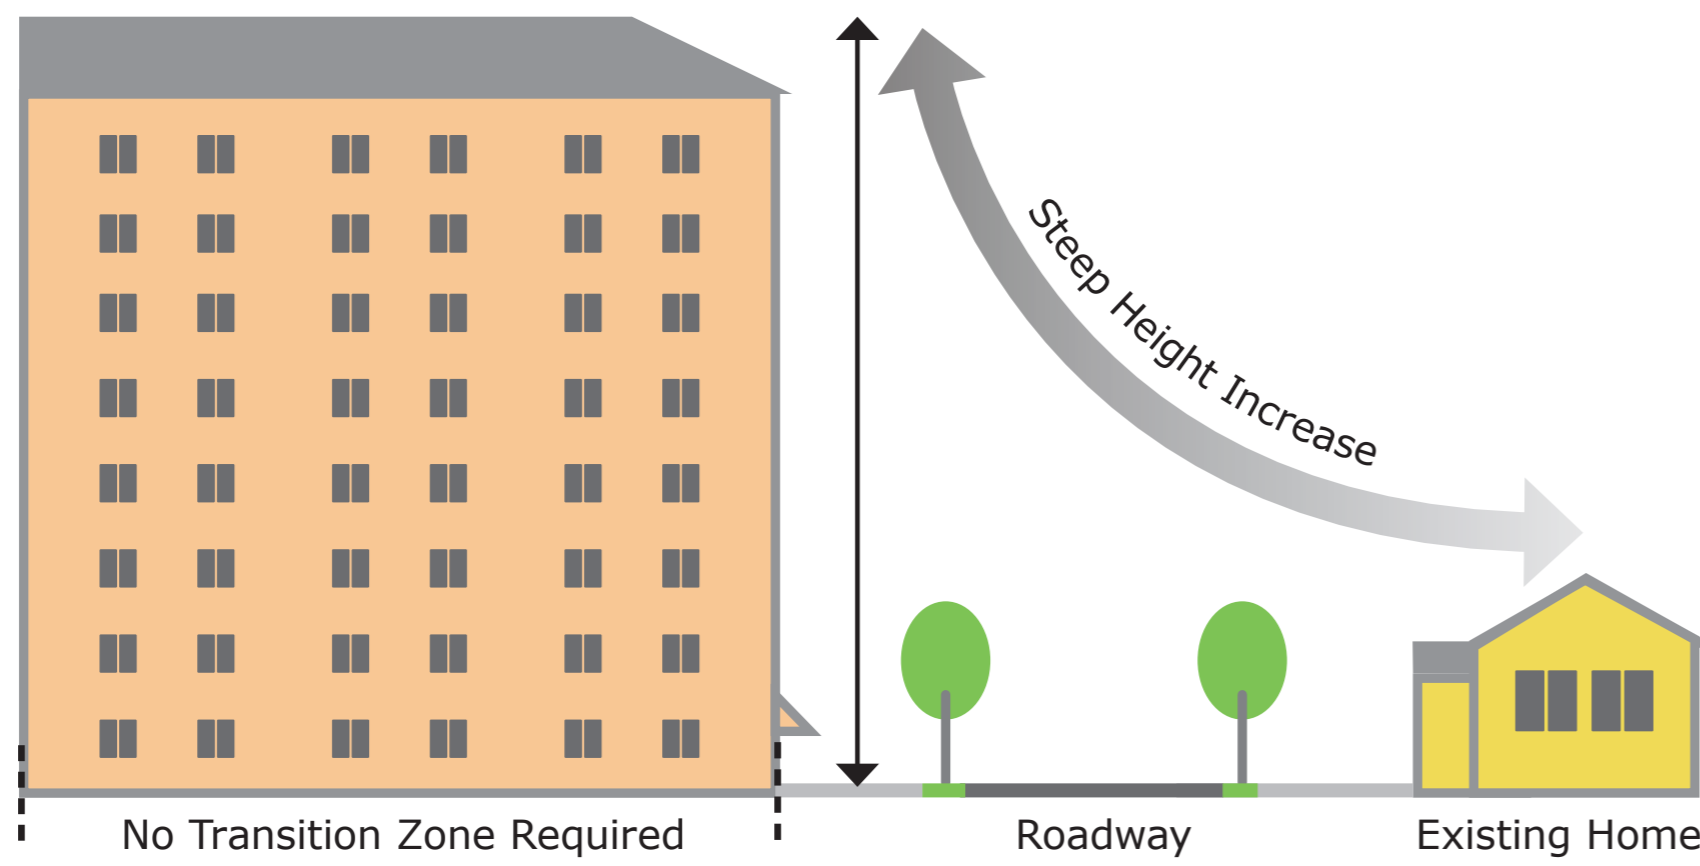 Steep Height Increase
No Transition Zone Required
Roadway
Existing Home